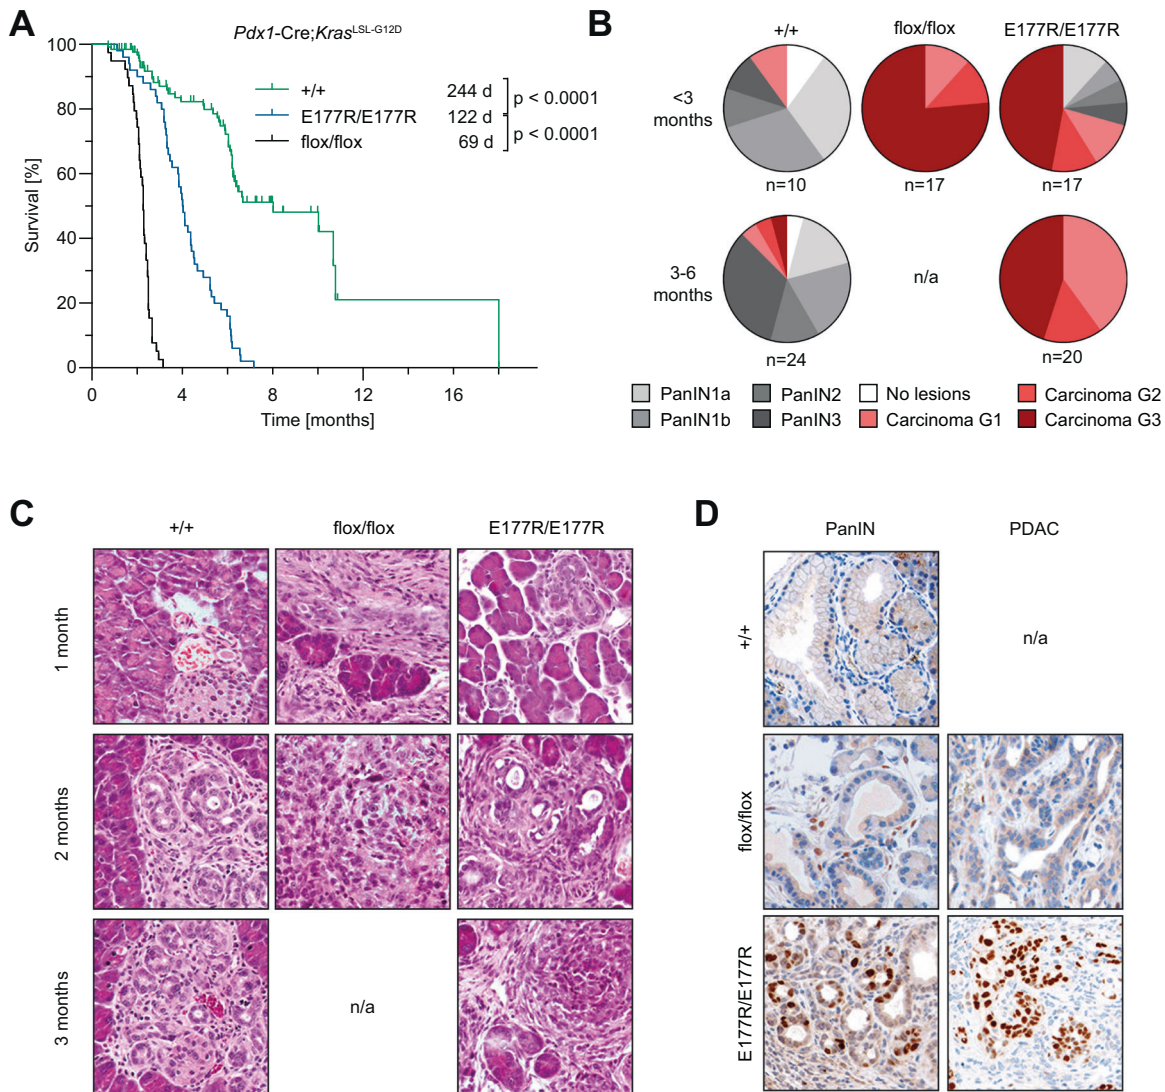 A
Pdx1-Cre;Kras^LSL-G12D
100
80
60
40
20
0
Survival [%]
0 4 8 12 16
Time [months]
+/+ 244 d
E177R/E177R 122 d
flox/flox 69 d
p < 0.0001
p < 0.0001
B
+/+ flox/flox E177R/E177R
<3
months
n=10 n=17 n=17
3-6
months
n/a
n=24 n=20
PanIN1a PanIN2 No lesions Carcinoma G2
PanIN1b PanIN3 Carcinoma G1 Carcinoma G3
C
+/+ flox/flox E177R/E177R
1 month
2 months
3 months
n/a
D
PanIN PDAC
+/+
n/a
flox/flox
E177R/E177R